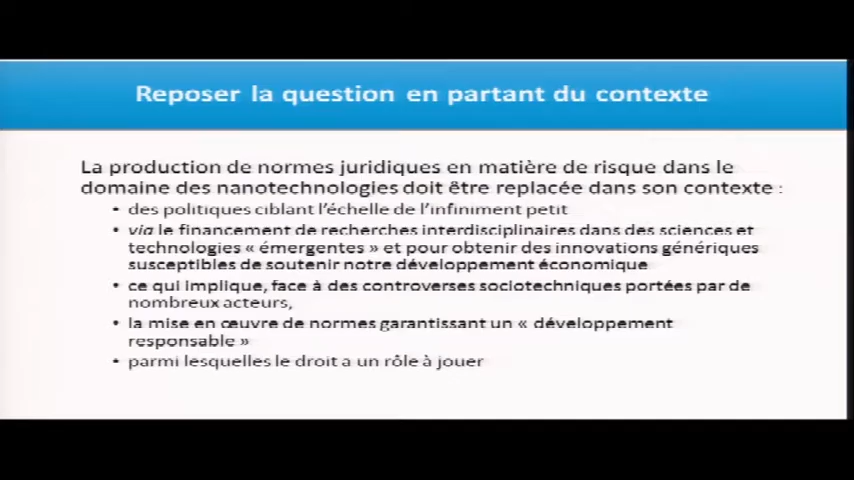 Reposer la question en partant du contexte
La production de normes juridiques en matière de risque dans le
domaine des nanotechnologies doit être replacée dans son contexte :
• des politiques ciblant l'échelle de l'infiniment petit
• via le financement de recherches interdisciplinaires dans des sciences et
technologies « émergentes » et pour obtenir des innovations génériques
susceptibles de soutenir notre développement économique
• ce qui implique, face à des controverses sociotechniques portées par de
nombreux acteurs,
• la mise en œuvre de normes garantissant un « développement
responsable »
• parmi lesquelles le droit a un rôle à jouer